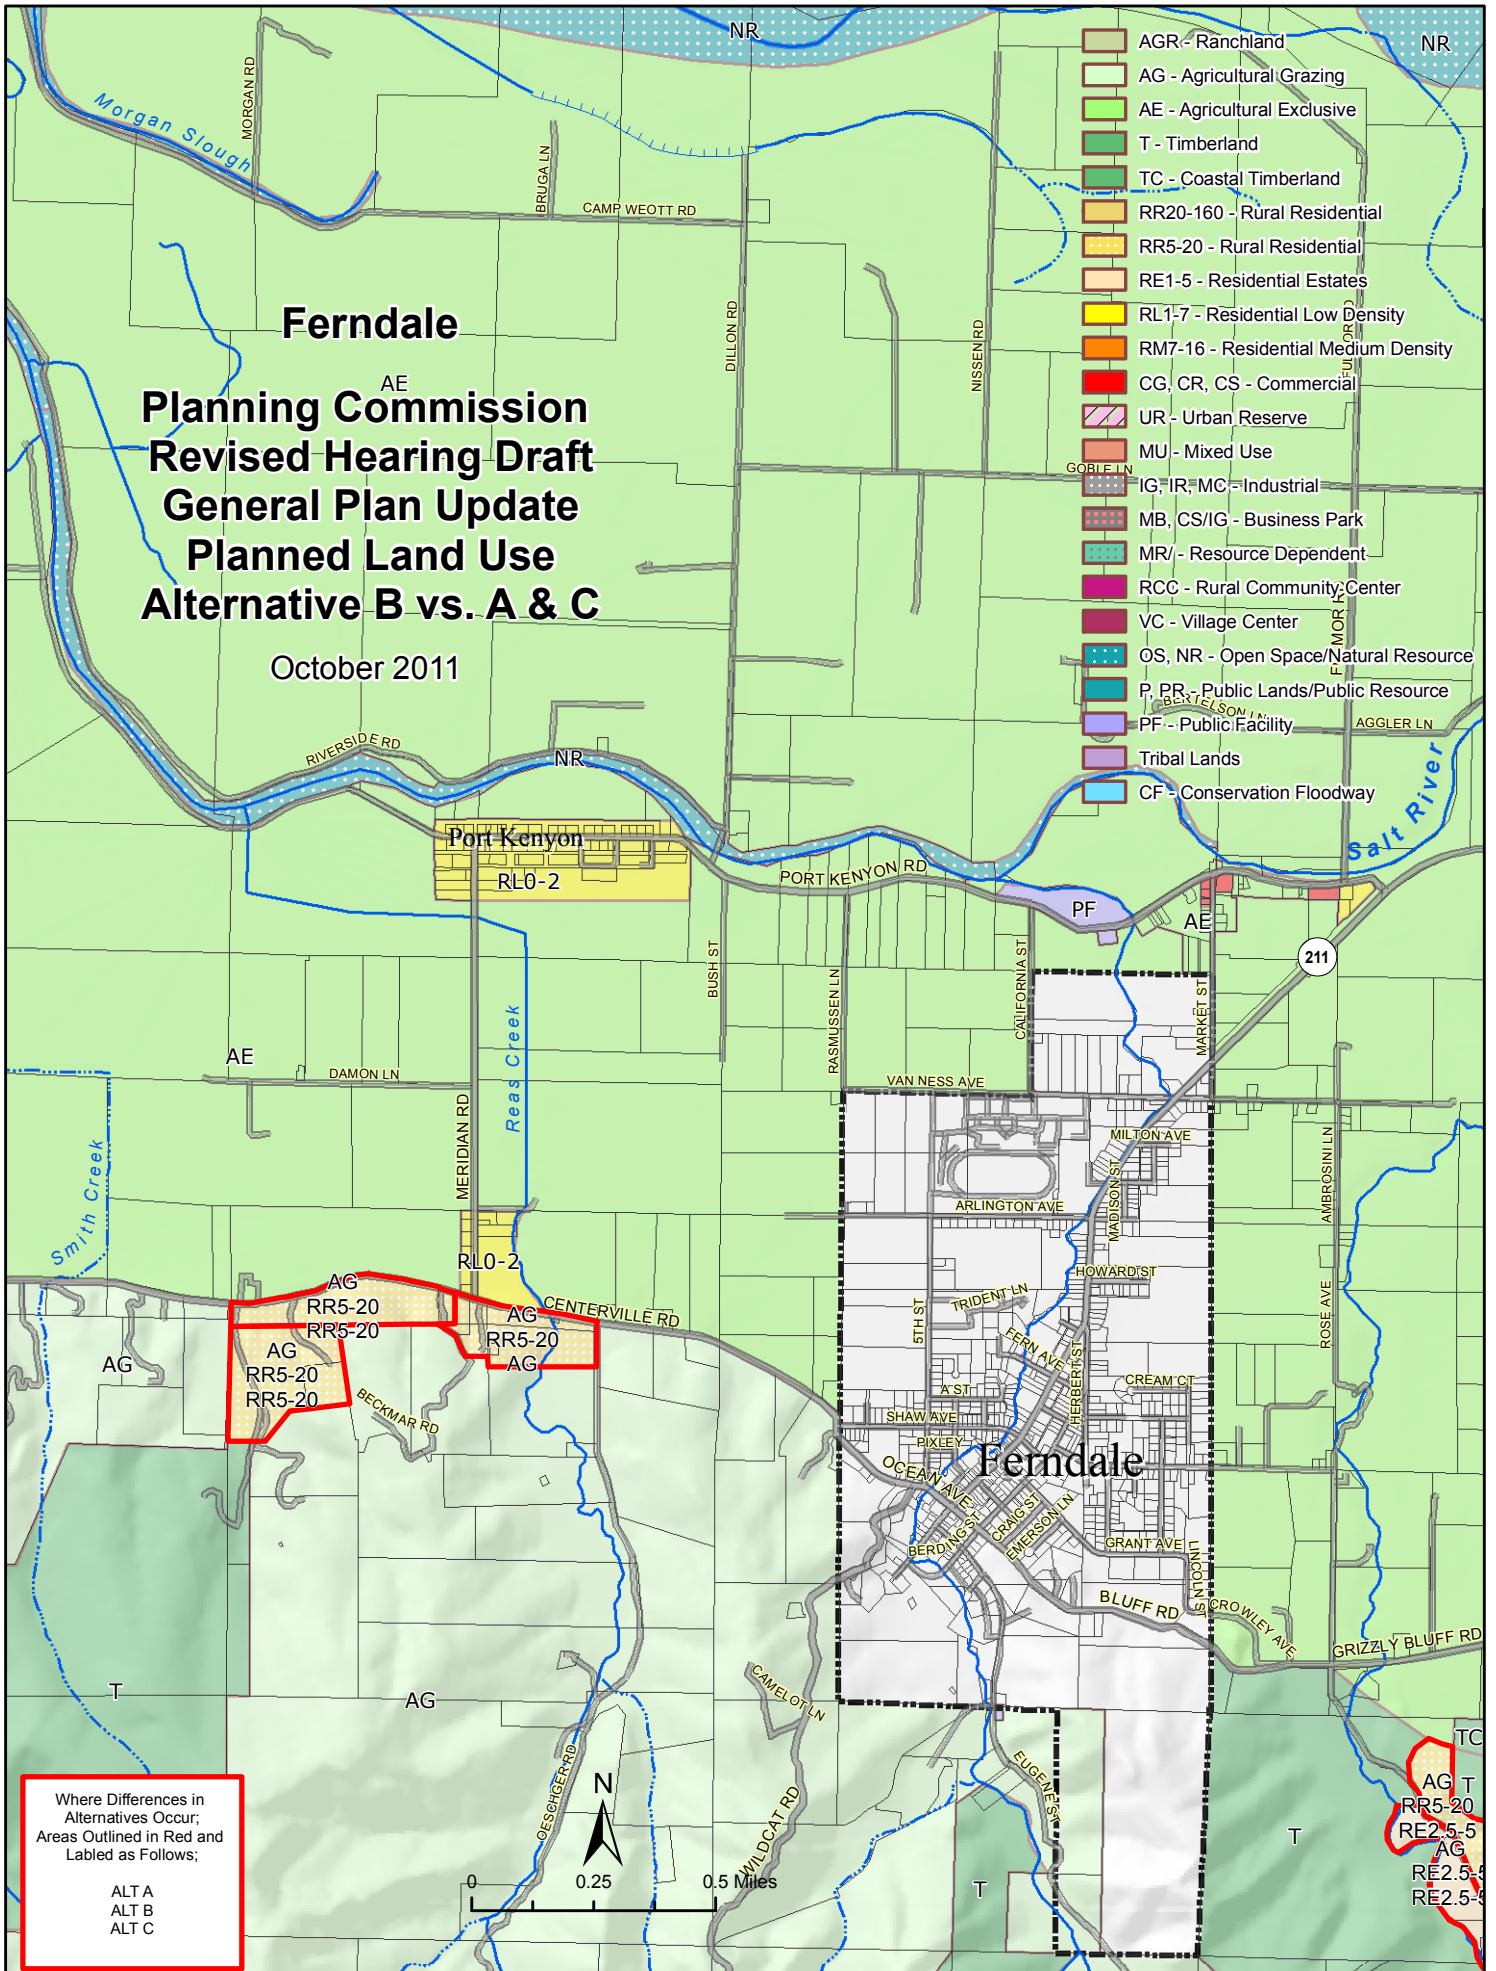 NR
NR
AGR - Ranchland
AG - Agricultural Grazing
AE - Agricultural Exclusive
T - Timberland
TC - Coastal Timberland
RR20-160 - Rural Residential
RR5-20 - Rural Residential
RE1-5 - Residential Estates
RL1-7 - Residential Low Density
RM7-16 - Residential Medium Density
CG, CR, CS - Commercial
UR - Urban Reserve
MU - Mixed Use
IG, IR, MC - Industrial
MB, CS/IG - Business Park
MR/ - Resource Dependent
RCC - Rural Community Center
VC - Village Center
OS, NR - Open Space/Natural Resource
P, PR - Public Lands/Public Resource
PF - Public Facility
Tribal Lands
CF - Conservation Floodway
MORGAN RD
Morgan Slough
BRUGA LN
CAMP WEOTT RD
Ferndale
AE
Planning Commission
Revised Hearing Draft
General Plan Update
Planned Land Use
Alternative B vs. A & C
October 2011
DILLON RD
NISSEN RD
GOBLE LN
BERTELSON LN
AGGLER LN
Salt River
RIVERSIDE RD
NR
Port Kenyon
RL0-2
PORT KENYON RD
PF
AE
211
BUSH ST
RASMUSSEN LN
CALIFORNIA ST
MARKET ST
AE
DAMON LN
MERIDIAN RD
Reas Creek
VAN NESS AVE
MILTON AVE
MADISON ST
ARLINGTON AVE
AMBROSINI LN
Smith Creek
RL0-2
CENTERVILLE RD
AG
RR5-20
RR5-20
AG
RR5-20
AG
AG
RR5-20
RR5-20
AG
BECKMAR RD
HOWARD ST
TRIDENT LN
5TH ST
FERN AVE
HERBERT ST
ROSE AVE
A ST
CREAM CT
SHAW AVE
PIXLEY
Ferndale
OCEAN AVE
CRAIG ST
EMERSON LN
BERDING ST
GRANT AVE
LINCOLN ST
BLUFF RD
CROWLEY AVE
GRIZZLY BLUFF RD
T
AG
CAMELOT LN
OESCHGER RD
WILDCAT RD
EUGENE ST
TC
AG
T
RR5-20
RE2.5-5
AG
RE2.5-5
RE2.5-5
T
T
N
0
0.25
0.5 Miles
Where Differences in
Alternatives Occur;
Areas Outlined in Red and
Labled as Follows;
ALT A
ALT B
ALT C